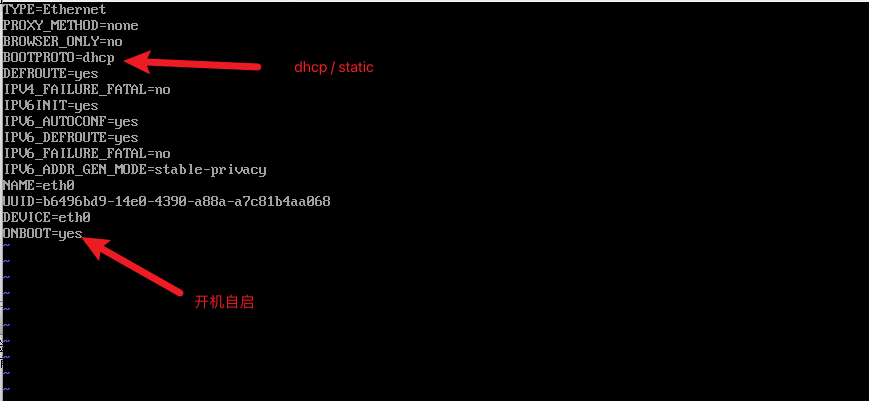 TYPE=Ethernet
PROXY_METHOD=none
BROWSER_ONLY=no
BOOTPROTO=dhcp
dhcp / static
DEFROUTE=yes
IPV4_FAILURE_FATAL=no
IPV6INIT=yes
IPV6_AUTOCONF=yes
IPV6_DEFROUTE=yes
IPV6_FAILURE_FATAL=no
IPV6_ADDR_GEN_MODE=stable-privacy
NAME=eth0
UUID=b6496bd9-14e0-4390-a88a-a7c81b4aa068
DEVICE=eth0
ONBOOT=yes
~
~
~
~
开机自启
~
~
~
~
~
~